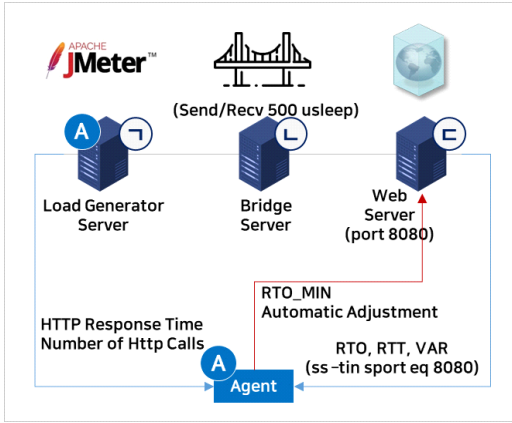 APACHE
JMeter™
(Send/Recv 500 usleep)
A
ㄱ
ㄴ
ㄷ
Load Generator
Server
Bridge
Server
Web
Server
(port 8080)
RTO_MIN
Automatic Adjustment
HTTP Response Time
Number of Http Calls
RTO, RTT, VAR
(ss –tin sport eq 8080)
A
Agent